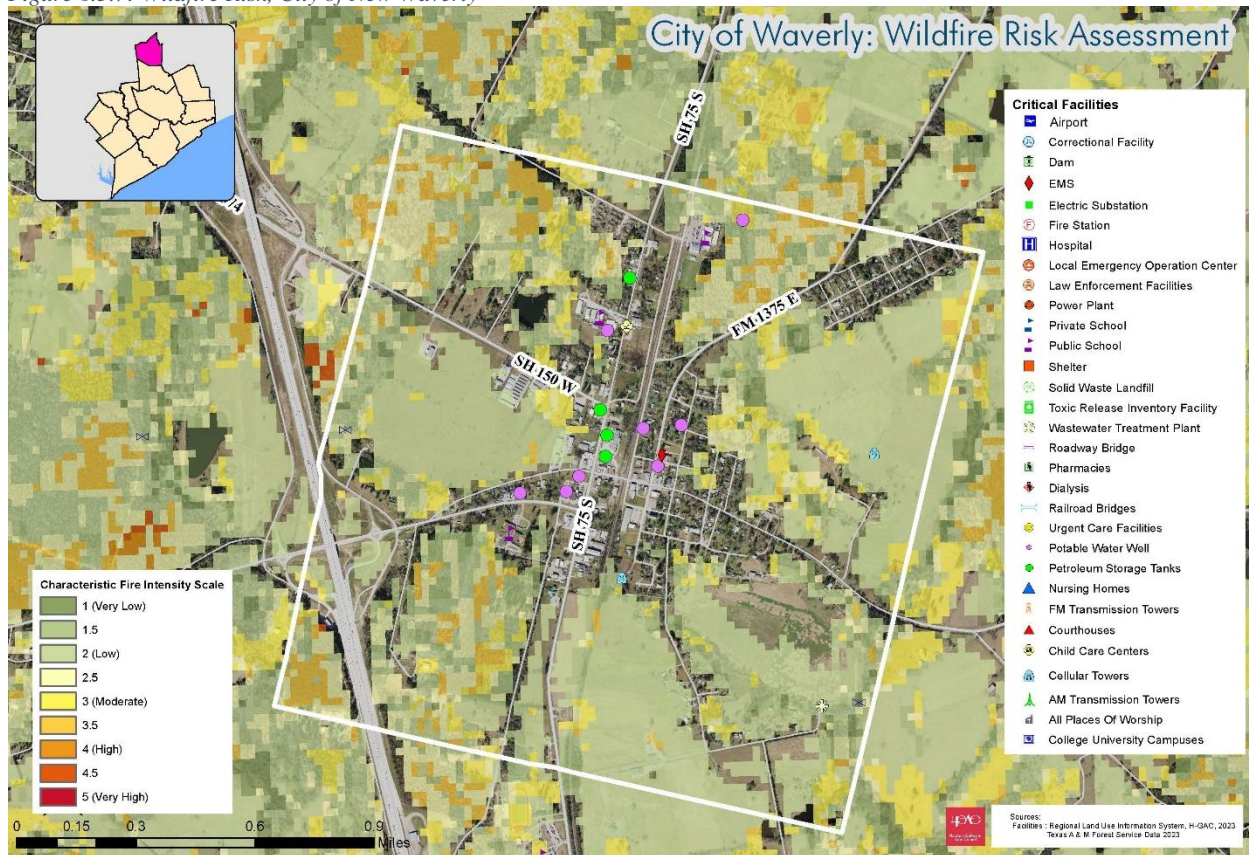 City of Waverly: Wildfire Risk Assessment
SH 75 S
FM 1375 E
SH 150 W
SH 75 S
Critical Facilities
Airport
Correctional Facility
Dam
EMS
Electric Substation
Fire Station
Hospital
Local Emergency Operation Center
Law Enforcement Facilities
Power Plant
Private School
Public School
Shelter
Solid Waste Landfill
Toxic Release Inventory Facility
Wastewater Treatment Plant
Roadway Bridge
Pharmacies
Dialysis
Railroad Bridges
Urgent Care Facilities
Potable Water Well
Petroleum Storage Tanks
Nursing Homes
FM Transmission Towers
Courthouses
Child Care Centers
Cellular Towers
AM Transmission Towers
All Places Of Worship
College University Campuses
Characteristic Fire Intensity Scale
1 (Very Low)
1.5
2 (Low)
2.5
3 (Moderate)
3.5
4 (High)
4.5
5 (Very High)
0 0.15 0.3 0.6 0.9
Miles
Sources:
Facilities : Regional Land Use Information System, H-GAC, 2023
Texas A & M Forest Service Data 2023